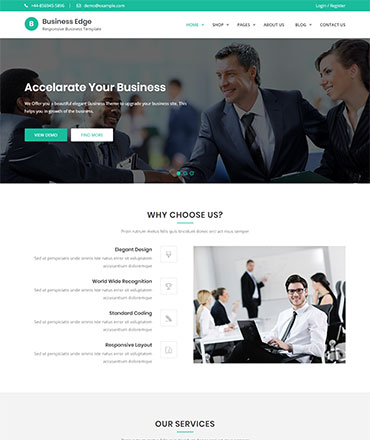 +44-856945-5896 | demo@example.com Login / Register
B Business Edge
Responsive Business Template
HOME SHOP PAGES ABOUT US BLOG CONTACT US
Accelarate Your Business
We Offer you a beautiful elegant Business Theme to upgrade your business site. This
helps you in growth of the business.
VIEW DEMO FIND MORE
WHY CHOOSE US?
Proin rutrum metus felis quis tincidunt donec orci act risus semper
Elegant Design
Sed ut perspiciatis unde omnis iste natus error sit voluptatem
accusantium doloremque
World Wide Recognition
Sed ut perspiciatis unde omnis iste natus error sit voluptatem
accusantium doloremque
Standard Coding
Sed ut perspiciatis unde omnis iste natus error sit voluptatem
accusantium doloremque
Responsive Layout
Sed ut perspiciatis unde omnis iste natus error sit voluptatem
accusantium doloremque
OUR SERVICES